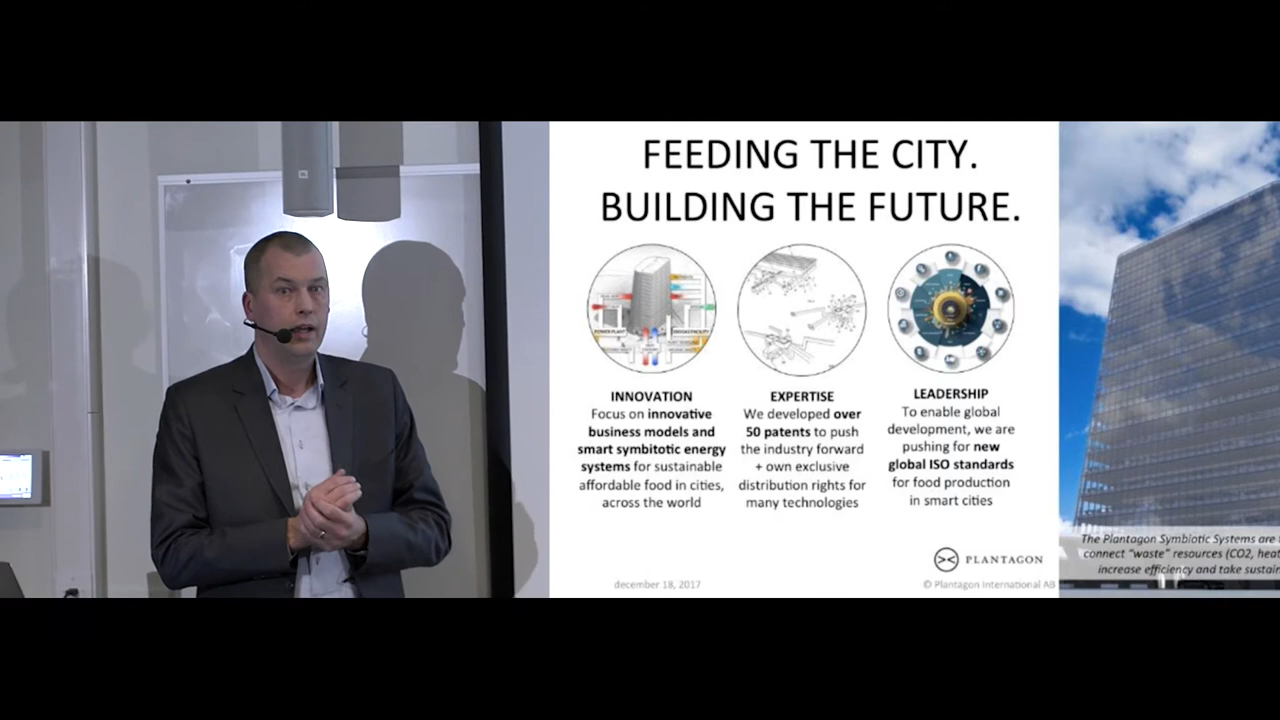 FEEDING THE CITY.
BUILDING THE FUTURE.
POWER PLANT
INNOVATION
Focus on innovative
business models and
smart symbitotic energy
systems for sustainable
affordable food in cities,
across the world
EXPERTISE
We developed over
50 patents to push
the industry forward
+ own exclusive
distribution rights for
many technologies
LEADERSHIP
To enable global
development, we are
pushing for new
global ISO standards
for food production
in smart cities
PLANTAGON
december 18, 2017
© Plantagon International AB
The Plantagon Symbiotic Systems are
connect “waste” resources (CO2, heat
increase efficiency and take sustain